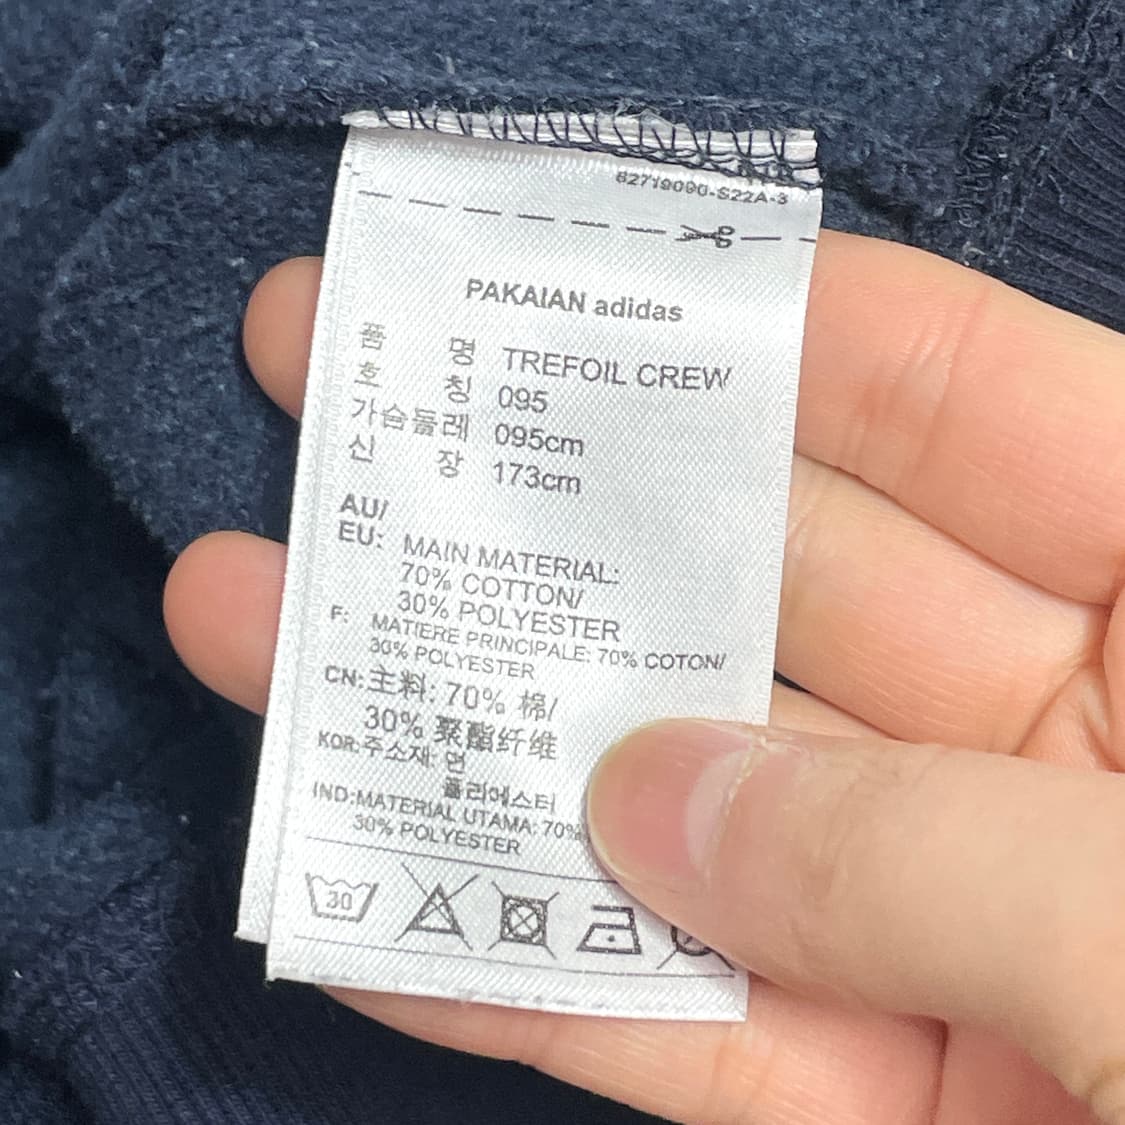 62719090-S22A-3
PAKAIAN adidas
품 명 TREFOIL CREW
호 칭 095
가슴둘레 095cm
신 장 173cm
AU/
EU: MAIN MATERIAL:
70% COTTON/
30% POLYESTER
F: MATIERE PRINCIPALE: 70% COTON/
30% POLYESTER
CN:主料: 70% 棉/
30% 聚酯纤维
KOR:주소재: 면
폴리에스터
IND:MATERIAL UTAMA: 70%
30% POLYESTER
30